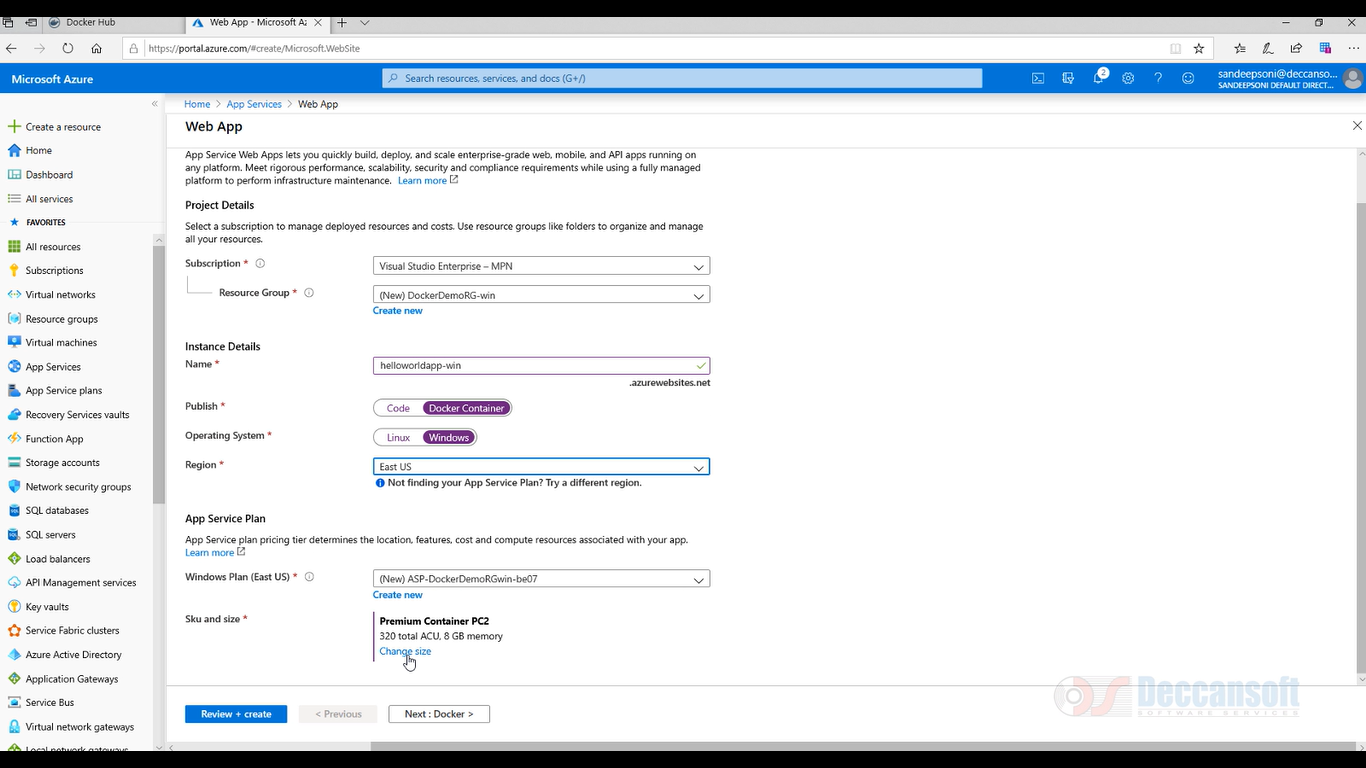 Docker Hub
Web App - Microsoft Az
https://portal.azure.com/#create/Microsoft.WebSite
Microsoft Azure
Search resources, services, and docs (G+/)
2
sandeepsoni@deccanso...
SANDEEPSONI DEFAULT DIRECT...
Home > App Services > Web App
Web App
Create a resource
Home
Dashboard
All services
FAVORITES
All resources
Subscriptions
Virtual networks
Resource groups
Virtual machines
App Services
App Service plans
Recovery Services vaults
Function App
Storage accounts
Network security groups
SQL databases
SQL servers
Load balancers
API Management services
Key vaults
Service Fabric clusters
Azure Active Directory
Application Gateways
Service Bus
Virtual network gateways
Local network gateways
App Service Web Apps lets you quickly build, deploy, and scale enterprise-grade web, mobile, and API apps running on
any platform. Meet rigorous performance, scalability, security and compliance requirements while using a fully managed
platform to perform infrastructure maintenance. Learn more
Project Details
Select a subscription to manage deployed resources and costs. Use resource groups like folders to organize and manage
all your resources.
Subscription *
Visual Studio Enterprise – MPN
Resource Group *
(New) DockerDemoRG-win
Create new
Instance Details
Name *
helloworldapp-win
.azurewebsites.net
Publish *
Code Docker Container
Operating System *
Linux Windows
Region *
East US
Not finding your App Service Plan? Try a different region.
App Service Plan
App Service plan pricing tier determines the location, features, cost and compute resources associated with your app.
Learn more
Windows Plan (East US) *
(New) ASP-DockerDemoRGwin-be07
Create new
Sku and size *
Premium Container PC2
320 total ACU, 8 GB memory
Change size
Review + create
< Previous
Next : Docker >
Deccansoft
SOFTWARE SERVICES